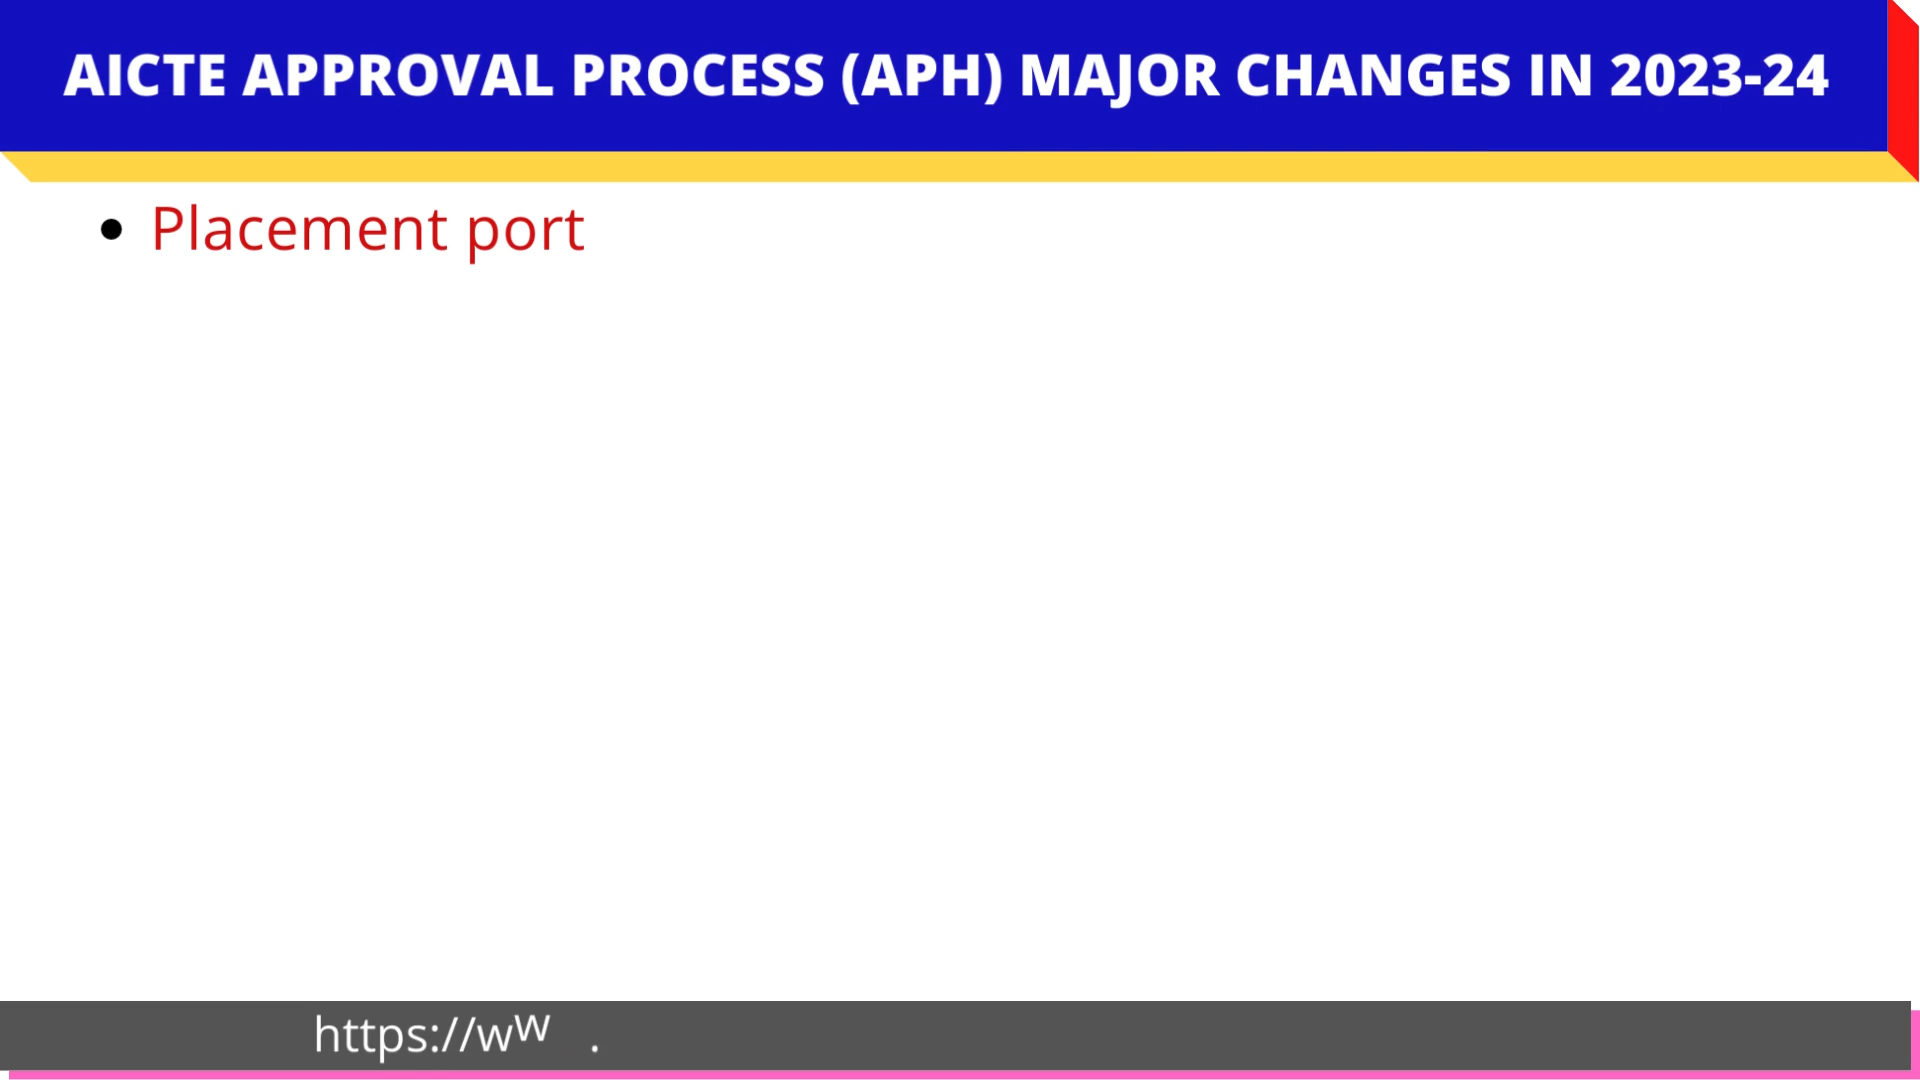 AICTE APPROVAL PROCESS (APH) MAJOR CHANGES IN 2023-24
• Placement port
https://ww .